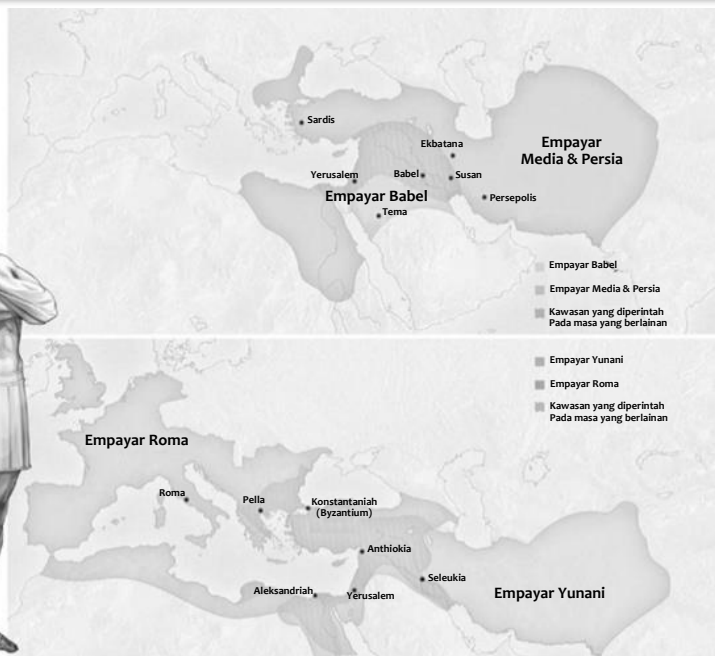 Sardis
Ekbatana
Empayar
Media & Persia
Yerusalem
Babel
Susan
Empayar Babel
Persepolis
Tema
Empayar Babel
Empayar Media & Persia
Kawasan yang diperintah
Pada masa yang berlainan
Empayar Yunani
Empayar Roma
Kawasan yang diperintah
Pada masa yang berlainan
Empayar Roma
Roma
Pella
Konstantaniah
(Byzantium)
Anthiokia
Seleukia
Aleksandriah
Yerusalem
Empayar Yunani